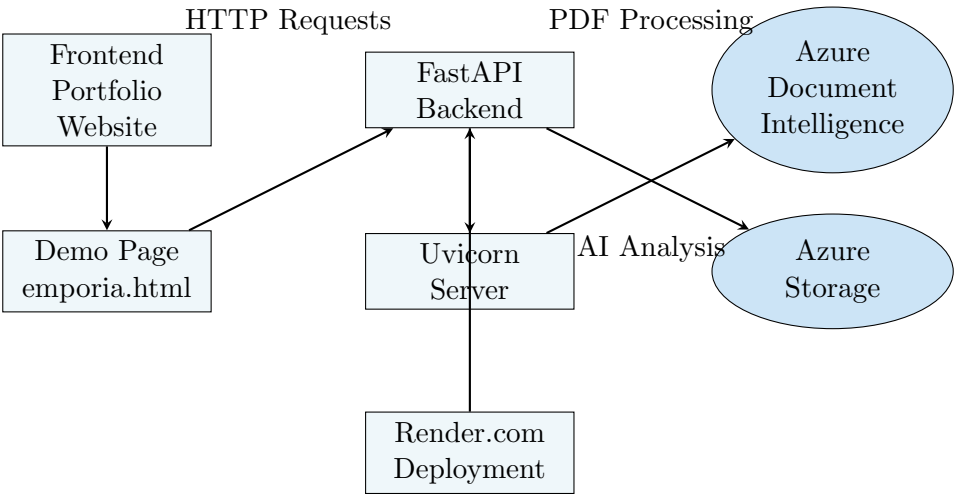 HTTP Requests
PDF Processing
Frontend
Portfolio
Website
FastAPI
Backend
Azure
Document
Intelligence
Demo Page
emporia.html
Uvicorn
Server
AI Analysis
Azure
Storage
Render.com
Deployment